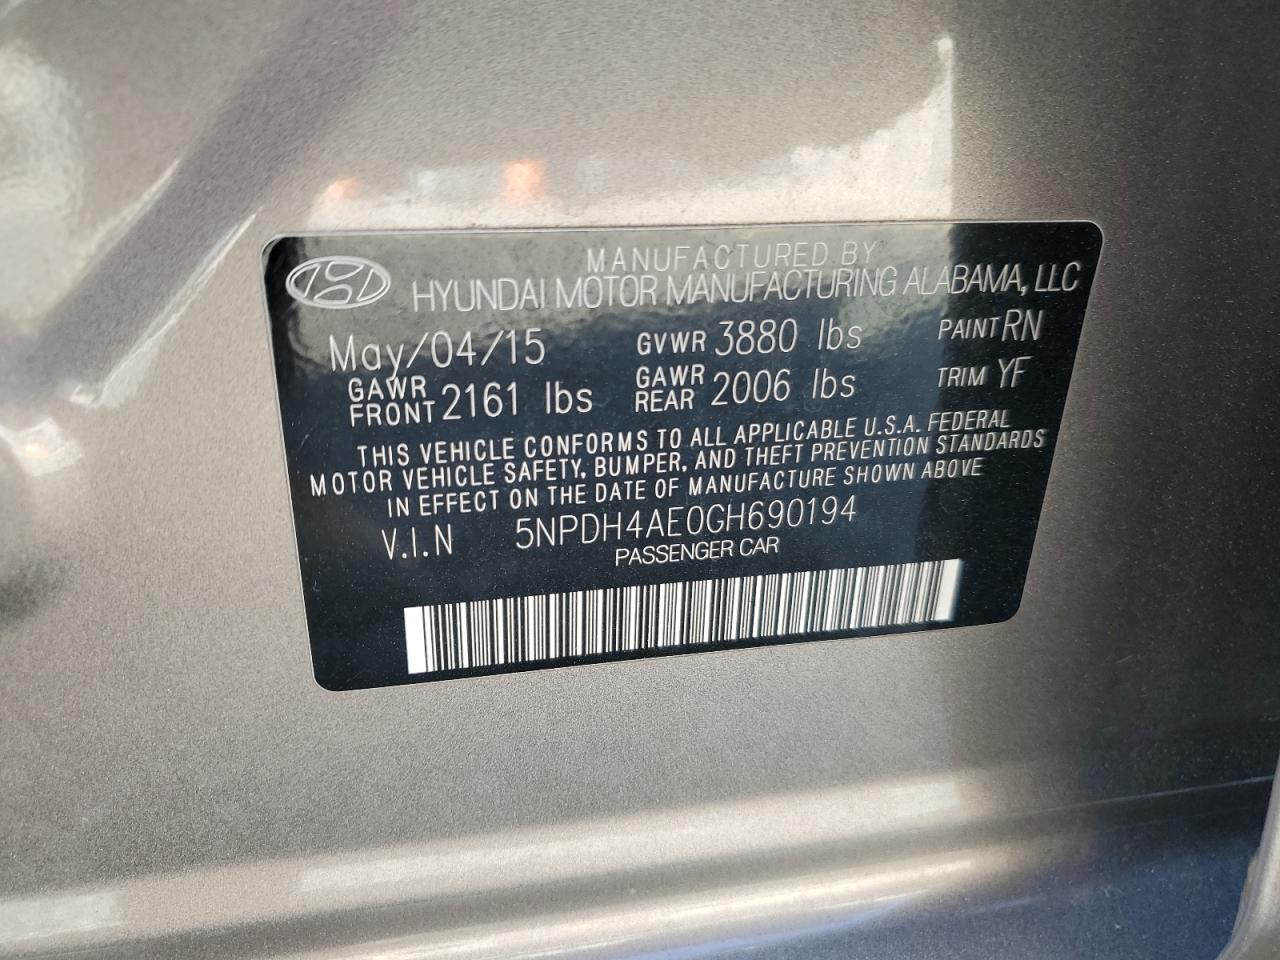 MANUFACTURED BY
HYUNDAI MOTOR MANUFACTURING ALABAMA, LLC
May/04/15 GVWR 3880 lbs PAINT RN
GAWR FRONT 2161 lbs GAWR REAR 2006 lbs TRIM YF
THIS VEHICLE CONFORMS TO ALL APPLICABLE U.S.A. FEDERAL
MOTOR VEHICLE SAFETY, BUMPER, AND THEFT PREVENTION STANDARDS
IN EFFECT ON THE DATE OF MANUFACTURE SHOWN ABOVE
V.I.N 5NPDH4AE0GH690194
PASSENGER CAR